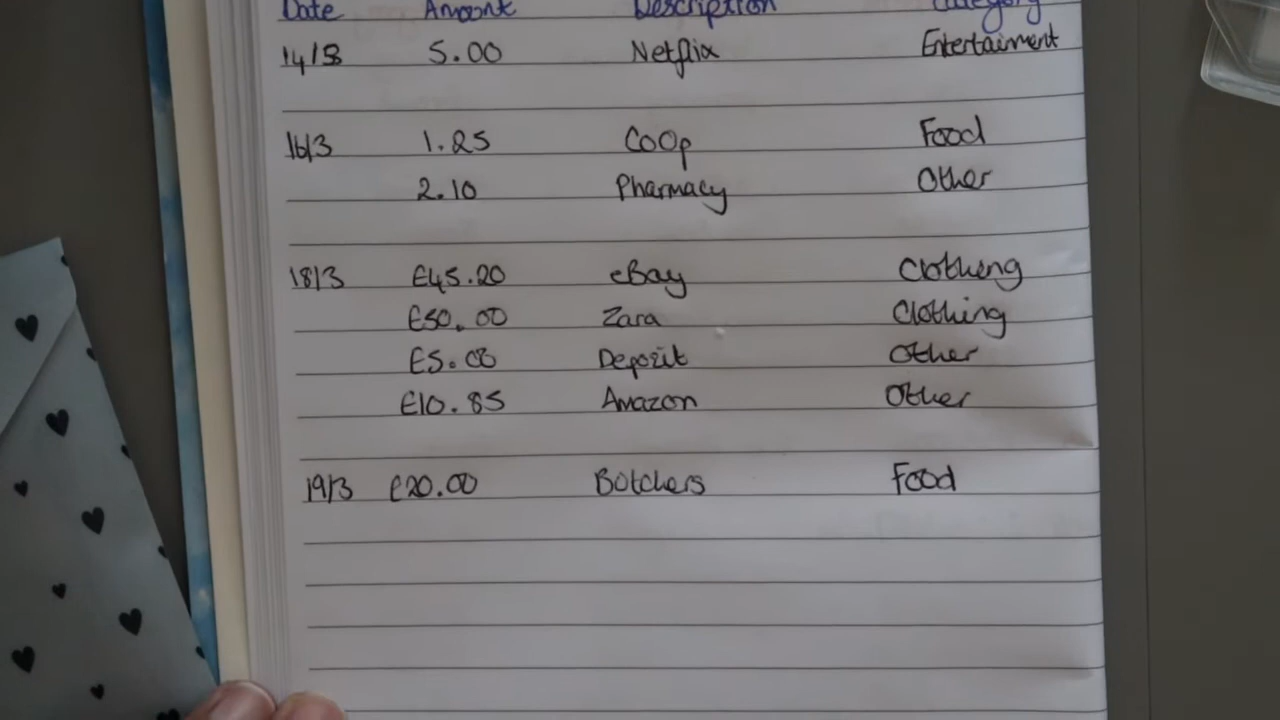 Date Amount Description Category
14/3 5.00 Netflix Entertainment
16/3 1.25 CoOp Food
2.10 Pharmacy Other
18/3 £45.20 eBay Clothing
£50.00 Zara Clothing
£5.00 Deposit Other
£10.85 Amazon Other
19/3 £20.00 Butchers Food